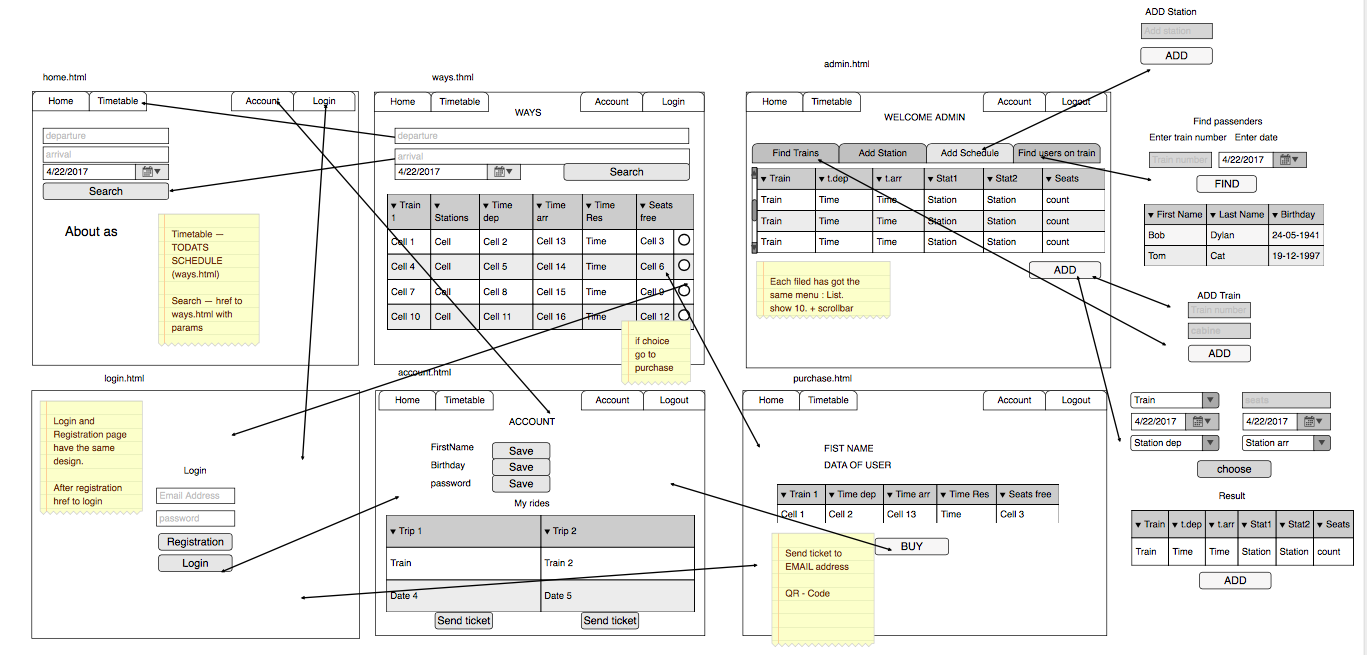 home.html
Home Timetable Account Login
departure
arrival
4/22/2017
Search
About as
Timetable —
TODATS
SCHEDULE
(ways.html)
Search — href to
ways.html with
params
ways.thml
Home Timetable Account Login
WAYS
departure
arrival
4/22/2017 Search
Train 1 Stations Time dep Time arr Time Res Seats free
Cell 1 Cell Cell 2 Cell 13 Time Cell 3
Cell 4 Cell Cell 5 Cell 14 Time Cell 6
Cell 7 Cell Cell 8 Cell 15 Time Cell 9
Cell 10 Cell Cell 11 Cell 16 Time Cell 12
if choice
go to
purchase
admin.html
Home Timetable Account Logout
WELCOME ADMIN
Find Trains Add Station Add Schedule Find users on train
Train t.dep t.arr Stat1 Stat2 Seats
Train Time Time Station Station count
Train Time Time Station Station count
Train Time Time Station Station count
ADD
Each filed has got the
same menu : List.
show 10. + scrollbar
ADD Station
Add station
ADD
Find passenders
Enter train number Enter date
Train number 4/22/2017
FIND
First Name Last Name Birthday
Bob Dylan 24-05-1941
Tom Cat 19-12-1997
ADD Train
Train number
cabine
ADD
Train seats
4/22/2017 4/22/2017
Station dep Station arr
choose
Result
Train t.dep t.arr Stat1 Stat2 Seats
Train Time Time Station Station count
ADD
login.html
Login and
Registration page
have the same
design.
After registration
href to login
Login
Email Address
password
Registration
Login
account.html
Home Timetable Account Logout
ACCOUNT
FirstName Save
Birthday Save
password Save
My rides
Trip 1 Trip 2
Train Train 2
Date 4 Date 5
Send ticket Send ticket
purchase.html
Home Timetable Account Logout
FIST NAME
DATA OF USER
Train 1 Time dep Time arr Time Res Seats free
Cell 1 Cell 2 Cell 13 Time Cell 3
BUY
Send ticket to
EMAIL address
QR - Code